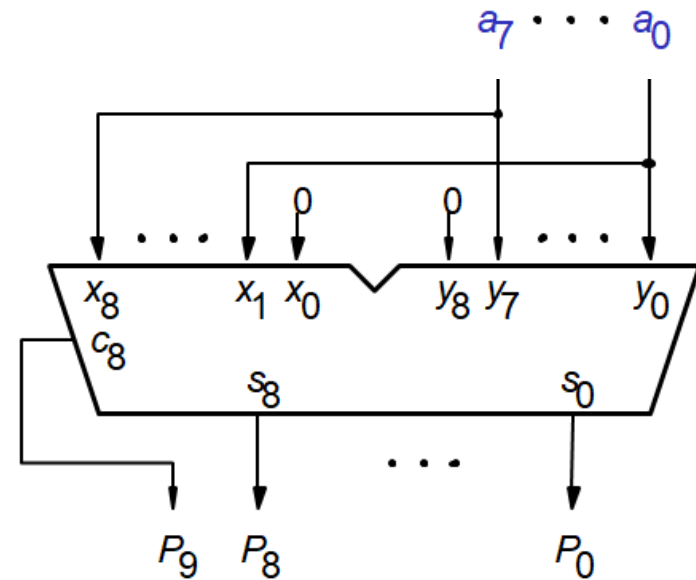 a7 • • • a0
0 0
• • • • • •
x8 x1 x0 y8 y7 y0
c8
s8 s0
• • •
P9 P8 P0